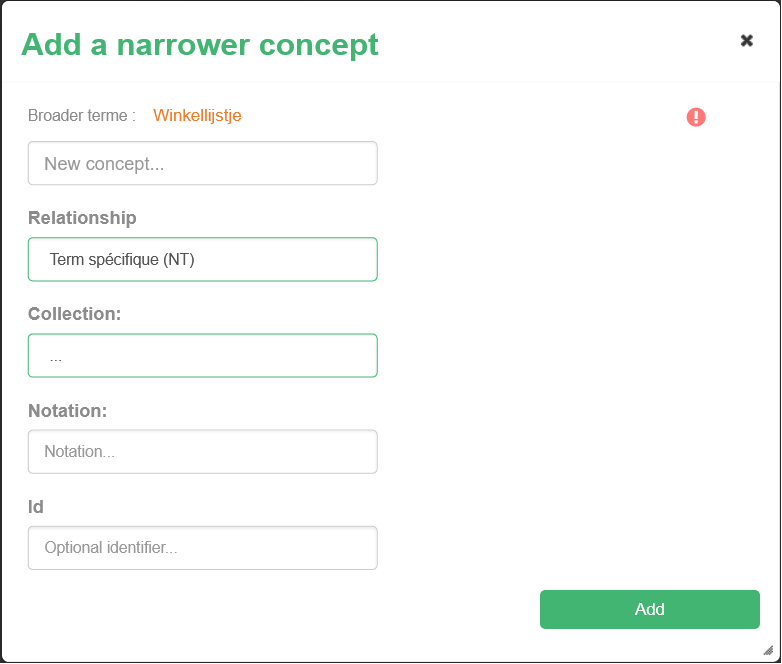 Add a narrower concept
Broader terme : Winkellijstje
New concept...
Relationship
Term spécifique (NT)
Collection:
...
Notation:
Notation...
Id
Optional identifier...
Add